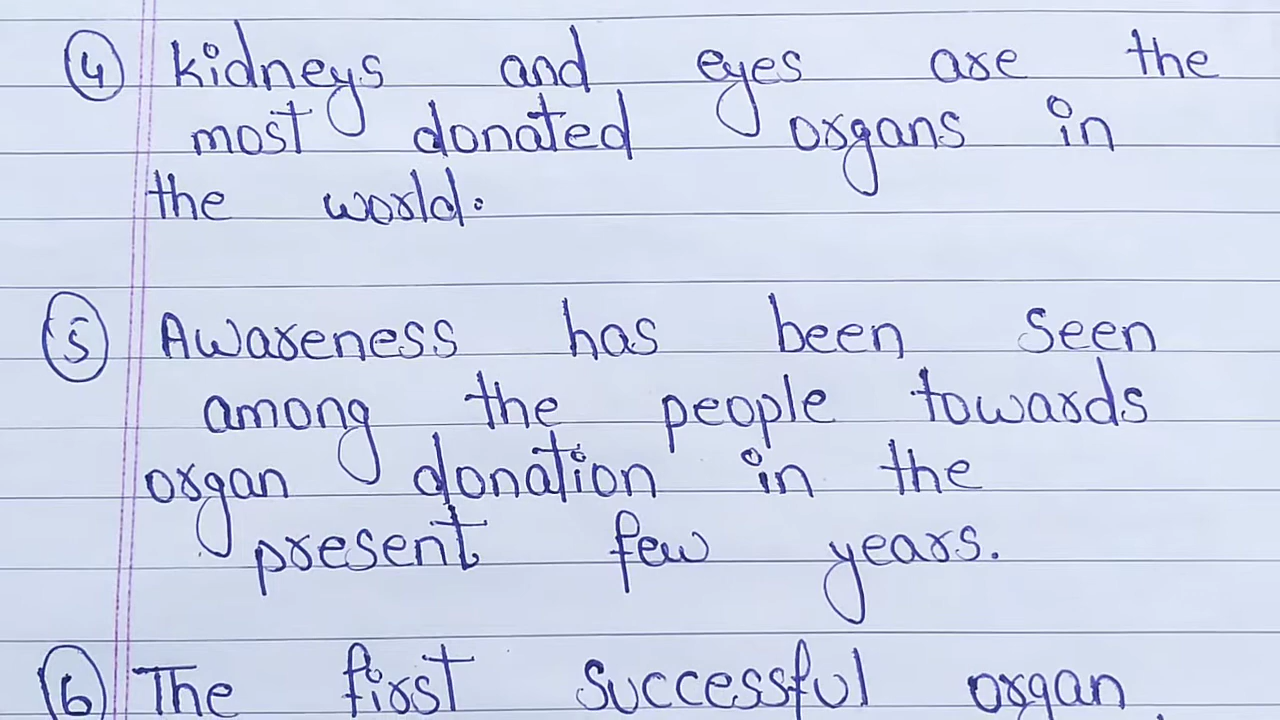 ④ Kidneys and eyes are the
most donated organs in
the world.
⑤ Awareness has been seen
among the people towards
organ donation in the
present few years.
⑥ The first successful organ